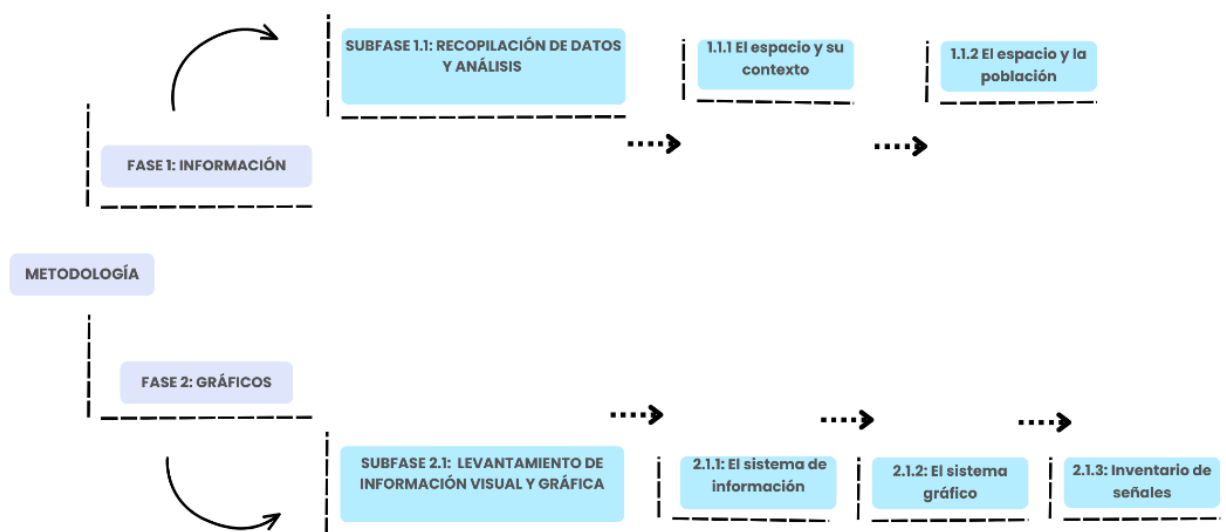 SUBFASE 1.1: RECOPILACIÓN DE DATOS
Y ANÁLISIS
1.1.1 El espacio y su
contexto
1.1.2 El espacio y la
población
FASE 1: INFORMACIÓN
METODOLOGÍA
FASE 2: GRÁFICOS
SUBFASE 2.1: LEVANTAMIENTO DE
INFORMACIÓN VISUAL Y GRÁFICA
2.1.1: El sistema de
información
2.1.2: El sistema
gráfico
2.1.3: Inventario de
señales